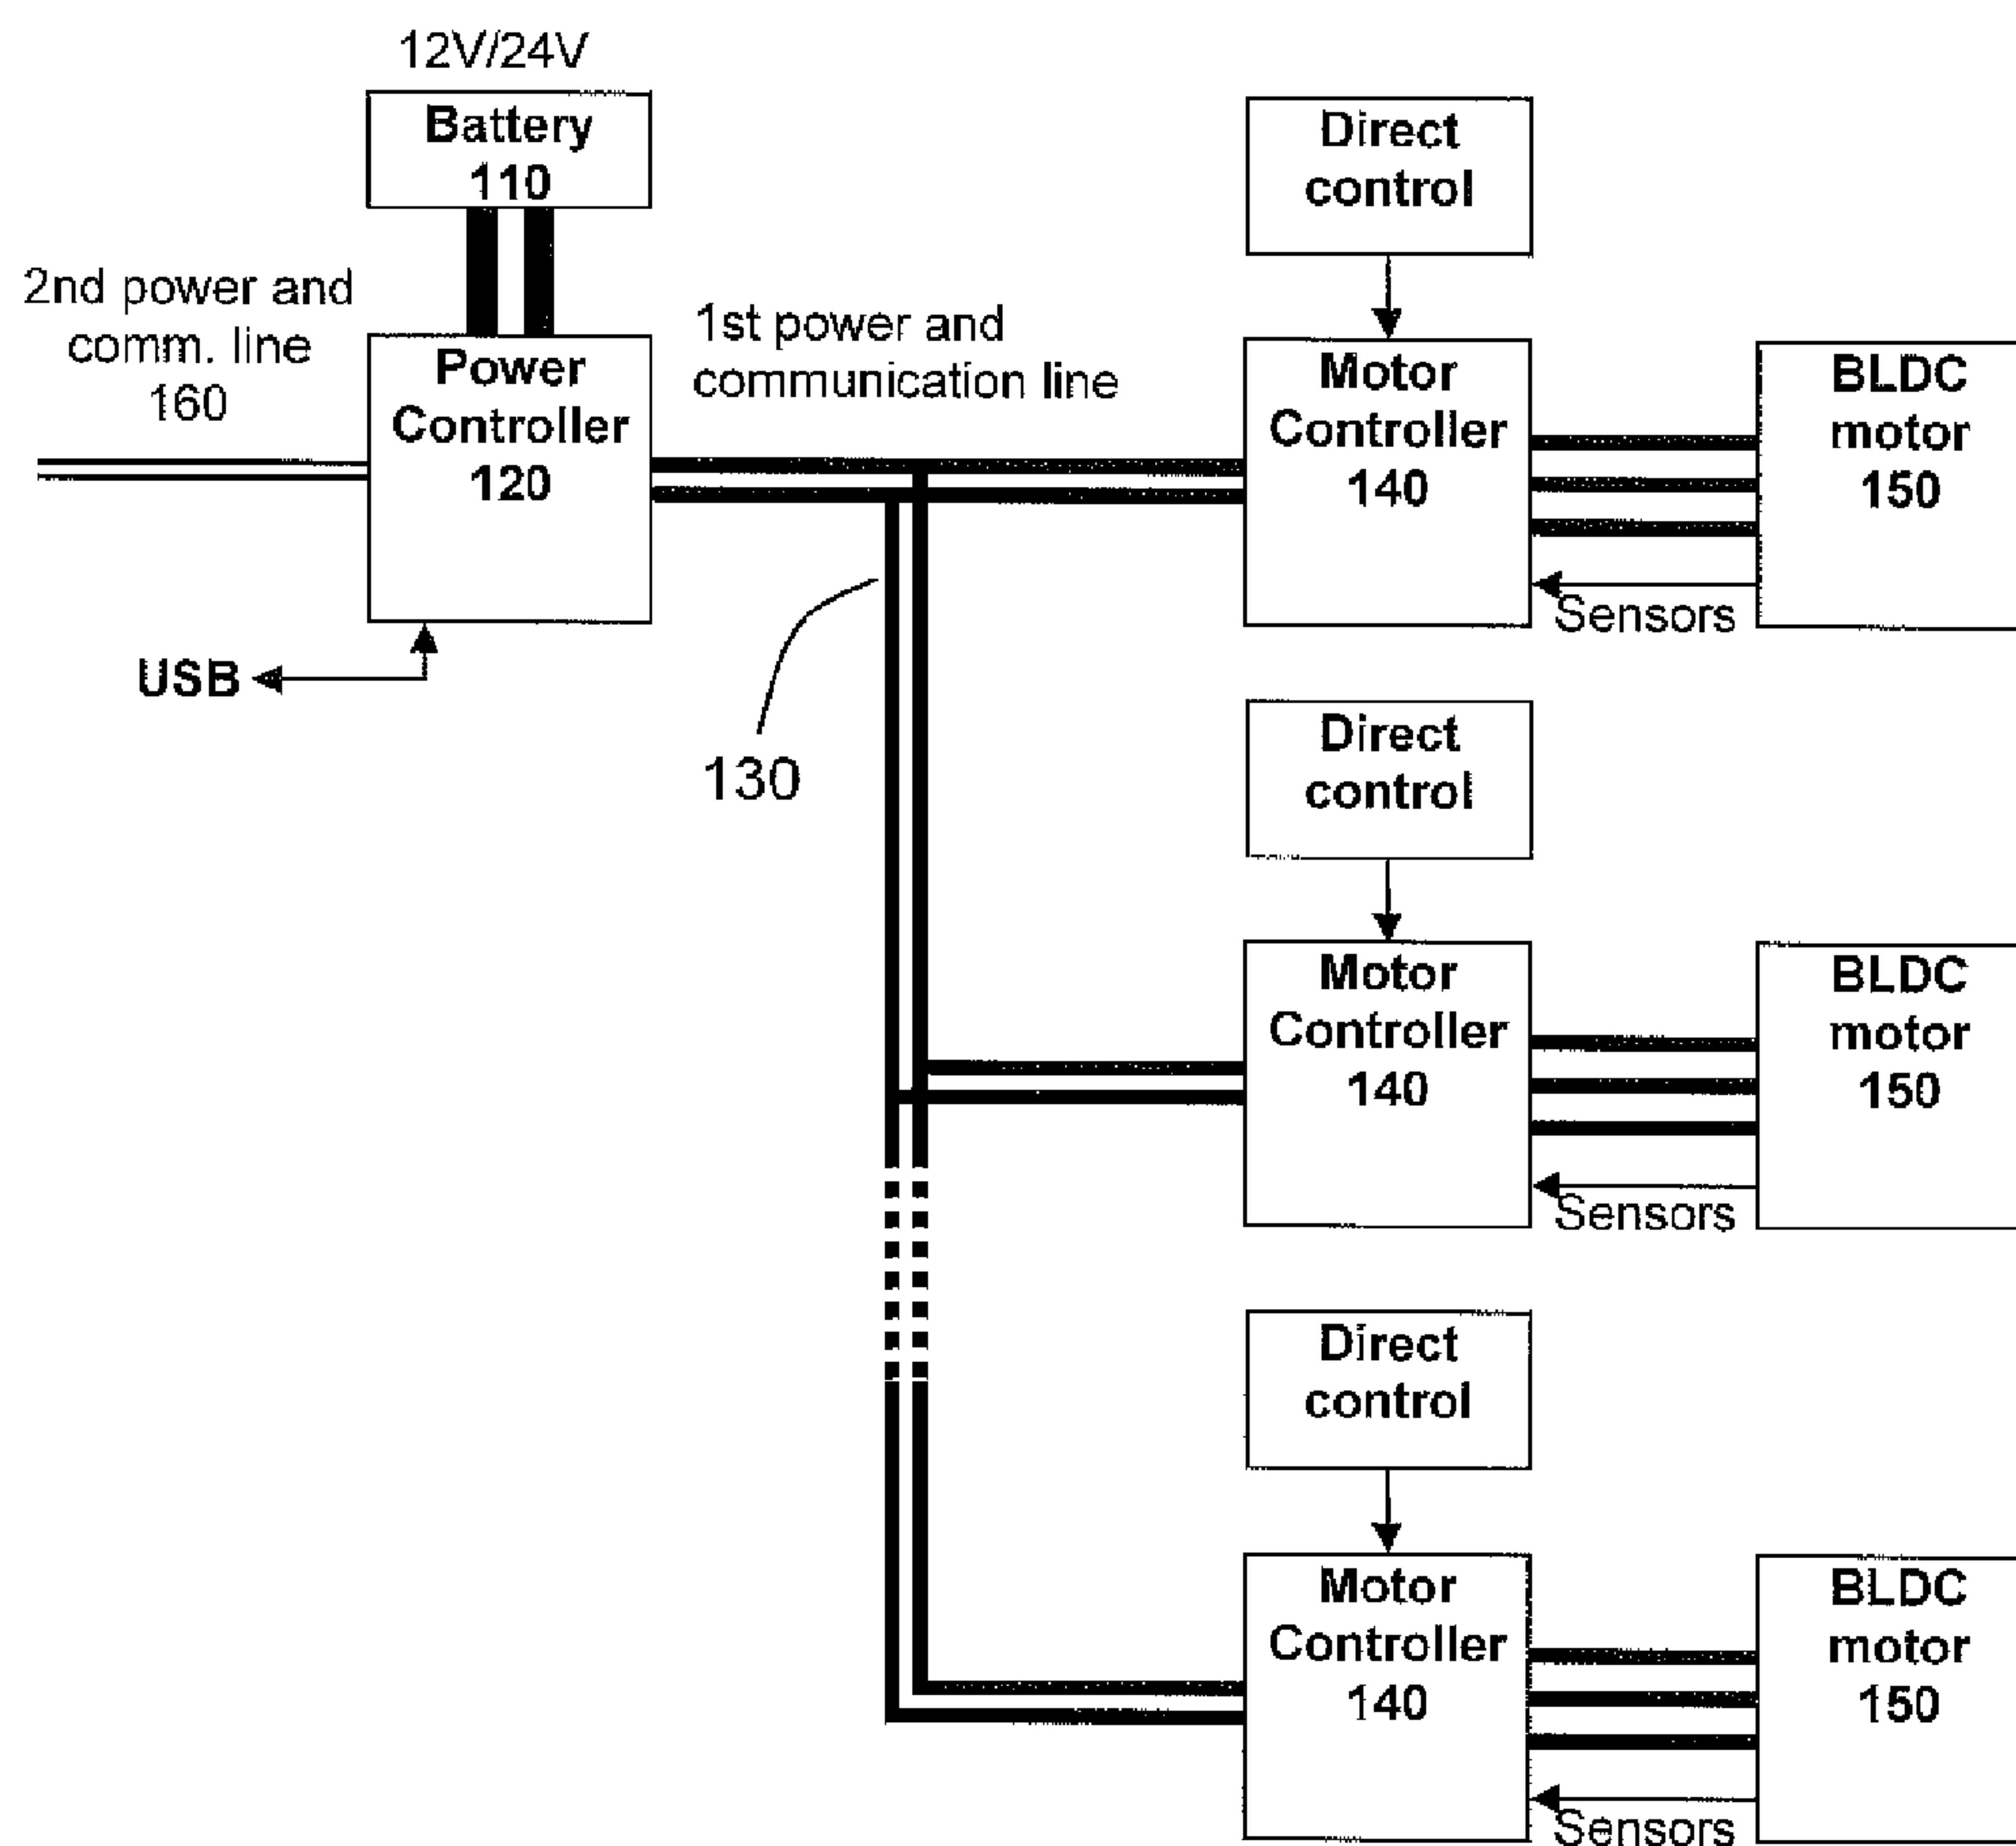 12V/24V
Battery
110
2nd power and
comm. line
160
Power
Controller
120
USB
1st power and
communication line
130
Direct
control
Motor
Controller
140
BLDC
motor
150
Sensors
Direct
control
Motor
Controller
140
BLDC
motor
150
Sensors
Direct
control
Motor
Controller
140
BLDC
motor
150
Sensors